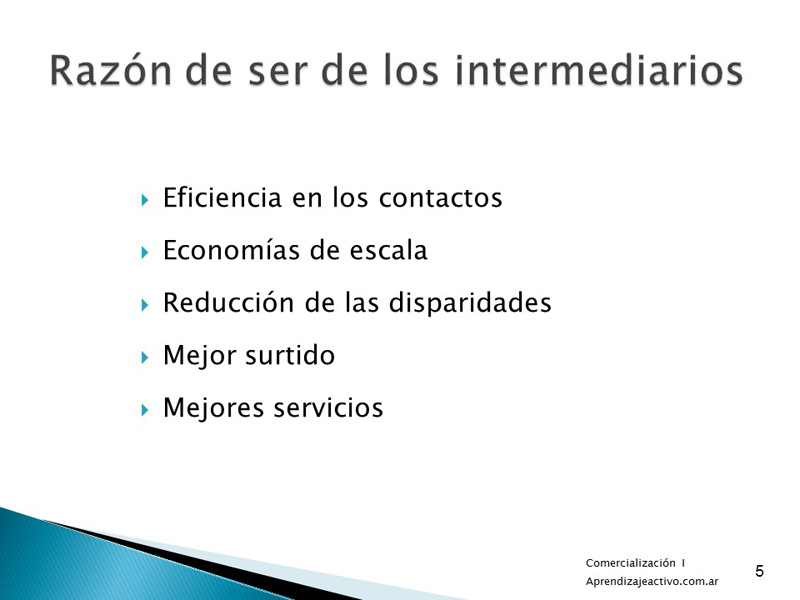 Razón de ser de los intermediarios
Eficiencia en los contactos
Economías de escala
Reducción de las disparidades
Mejor surtido
Mejores servicios
Comercialización I
Aprendizajeactivo.com.ar
5